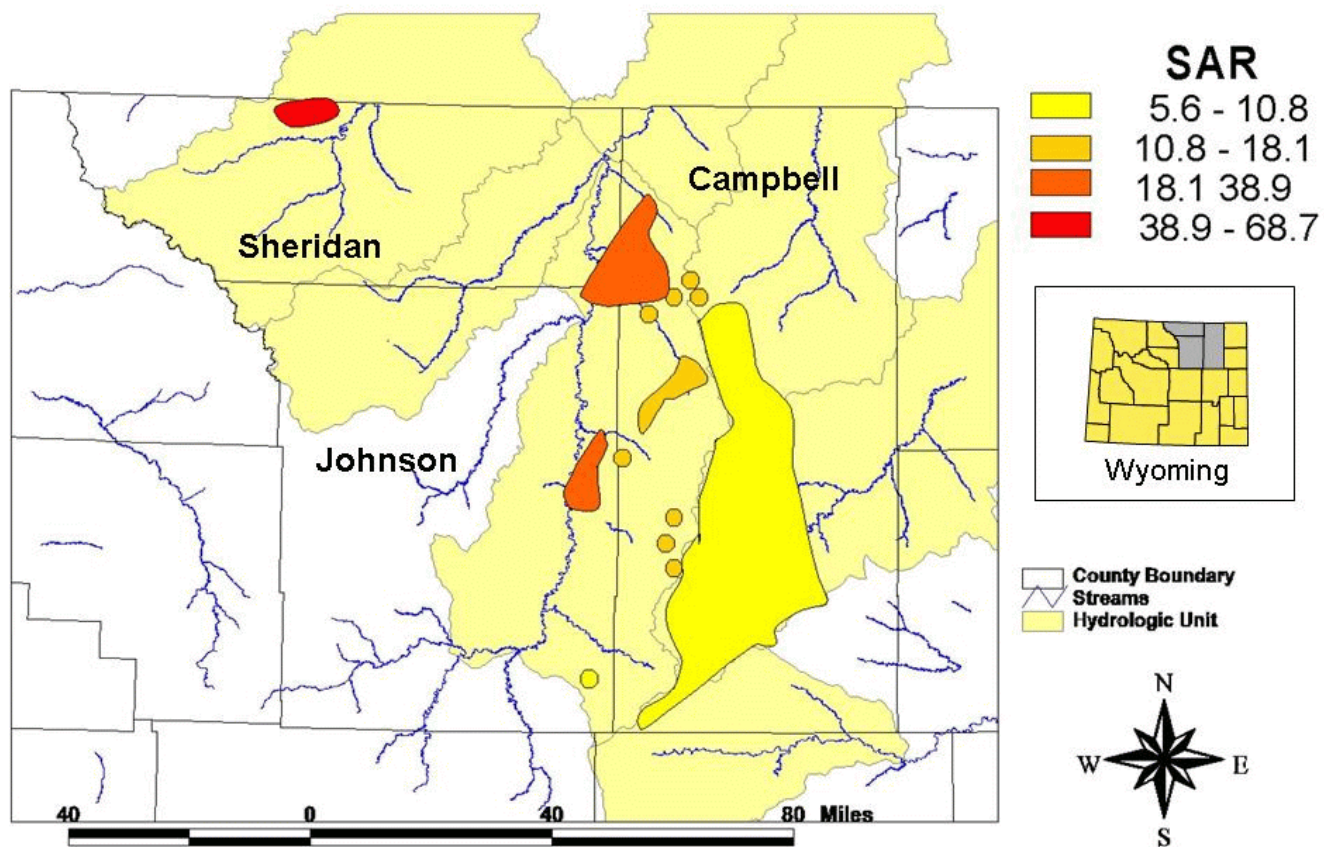 SAR
5.6 - 10.8
10.8 - 18.1
18.1 38.9
38.9 - 68.7
Campbell
Sheridan
Johnson
Wyoming
County Boundary
Streams
Hydrologic Unit
N
W E
S
40 0 40 80 Miles